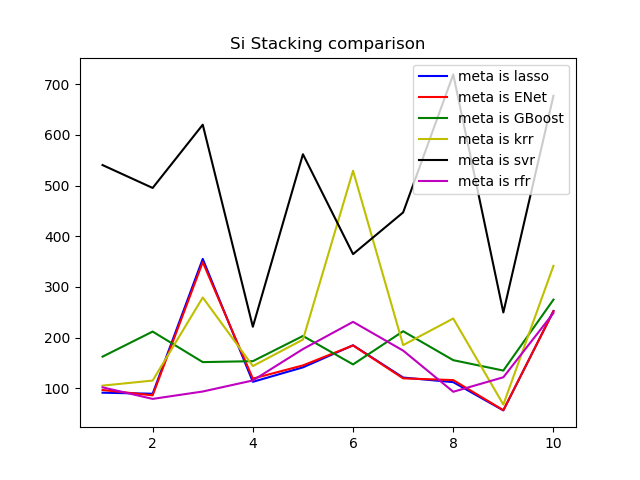 Si Stacking comparison
meta is lasso
meta is ENet
meta is GBoost
meta is krr
meta is svr
meta is rfr
700
600
500
400
300
200
100
2 4 6 8 10